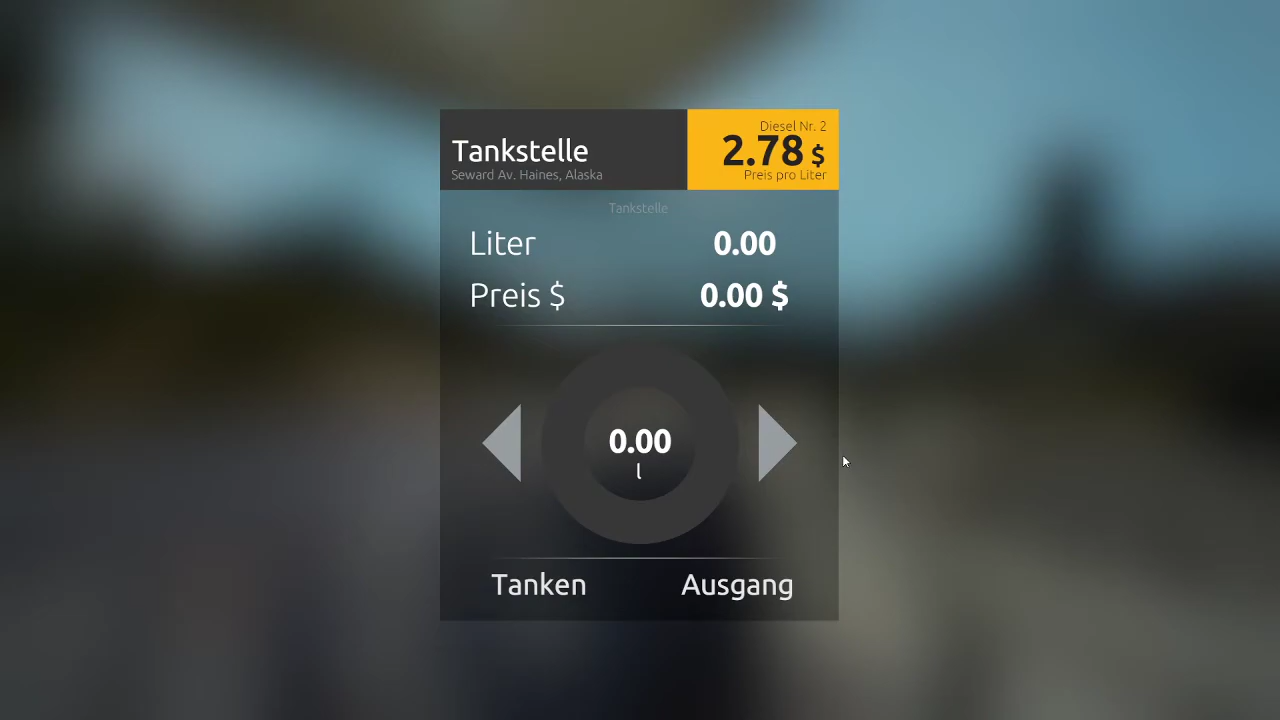 Tankstelle
Seward Av. Haines, Alaska
Diesel Nr. 2
2.78 $
Preis pro Liter
Tankstelle
Liter 0.00
Preis $ 0.00 $
0.00
l
Tanken Ausgang